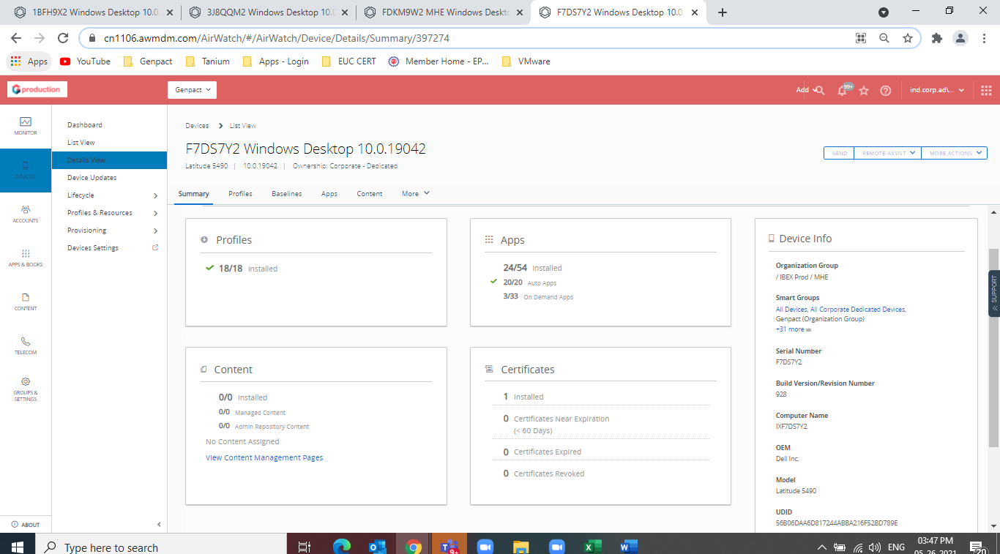 1BFH9X2 Windows Desktop 10.0.
3J8QQM2 Windows Desktop 10.0
FDKM9W2 MHE Windows Deskto
F7DS7Y2 Windows Desktop 10.0.
cn1106.awmdm.com/AirWatch/#/AirWatch/Device/Details/Summary/397274
Apps
YouTube
Genpact
Tanium
Apps - Login
EUC CERT
Member Home - EP...
VMware
production
Genpact
Add
99+
ind.corp.ad\...
MONITOR
DEVICES
ACCOUNTS
APPS & BOOKS
CONTENT
TELECOM
GROUPS &
SETTINGS
ABOUT
Dashboard
List View
Details View
Device Updates
Lifecycle
Profiles & Resources
Provisioning
Devices Settings
Devices > List View
F7DS7Y2 Windows Desktop 10.0.19042
Latitude 5490 | 10.0.19042 | Ownership: Corporate - Dedicated
SEND
REMOTE ASSIST
MORE ACTIONS
Summary
Profiles
Baselines
Apps
Content
More
Profiles
18/18 Installed
Apps
24/54 Installed
20/20 Auto Apps
3/33 On Demand Apps
Content
0/0 Installed
0/0 Managed Content
0/0 Admin Repository Content
No Content Assigned
View Content Management Pages
Certificates
1 Installed
0 Certificates Near Expiration
(< 60 Days)
0 Certificates Expired
0 Certificates Revoked
Device Info
Organization Group
/ IBEX Prod / MHE
Smart Groups
All Devices, All Corporate Dedicated Devices,
Genpact (Organization Group)
+31 more
Serial Number
F7DS7Y2
Build Version/Revision Number
928
Computer Name
IXF7DS7Y2
OEM
Dell Inc.
Model
Latitude 5490
UDID
56B06DAA6D817244ABBA216F52BD789E
SUPPORT
Type here to search
9+
ENG
03:47 PM
05-26-2021
20